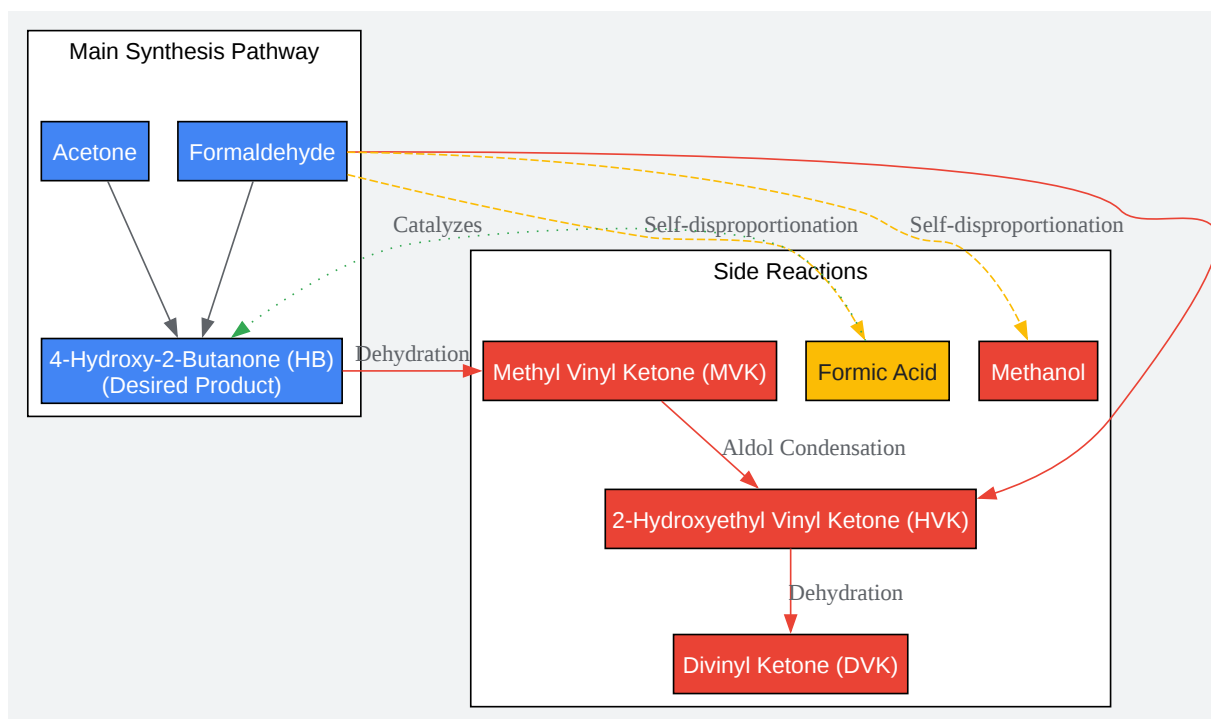 Main Synthesis Pathway
Acetone
Formaldehyde
Catalyzes
Self-disproportionation
Self-disproportionation
Side Reactions
4-Hydroxy-2-Butanone (HB)
(Desired Product)
Dehydration
Methyl Vinyl Ketone (MVK)
Formic Acid
Methanol
Aldol Condensation
2-Hydroxyethyl Vinyl Ketone (HVK)
Dehydration
Divinyl Ketone (DVK)